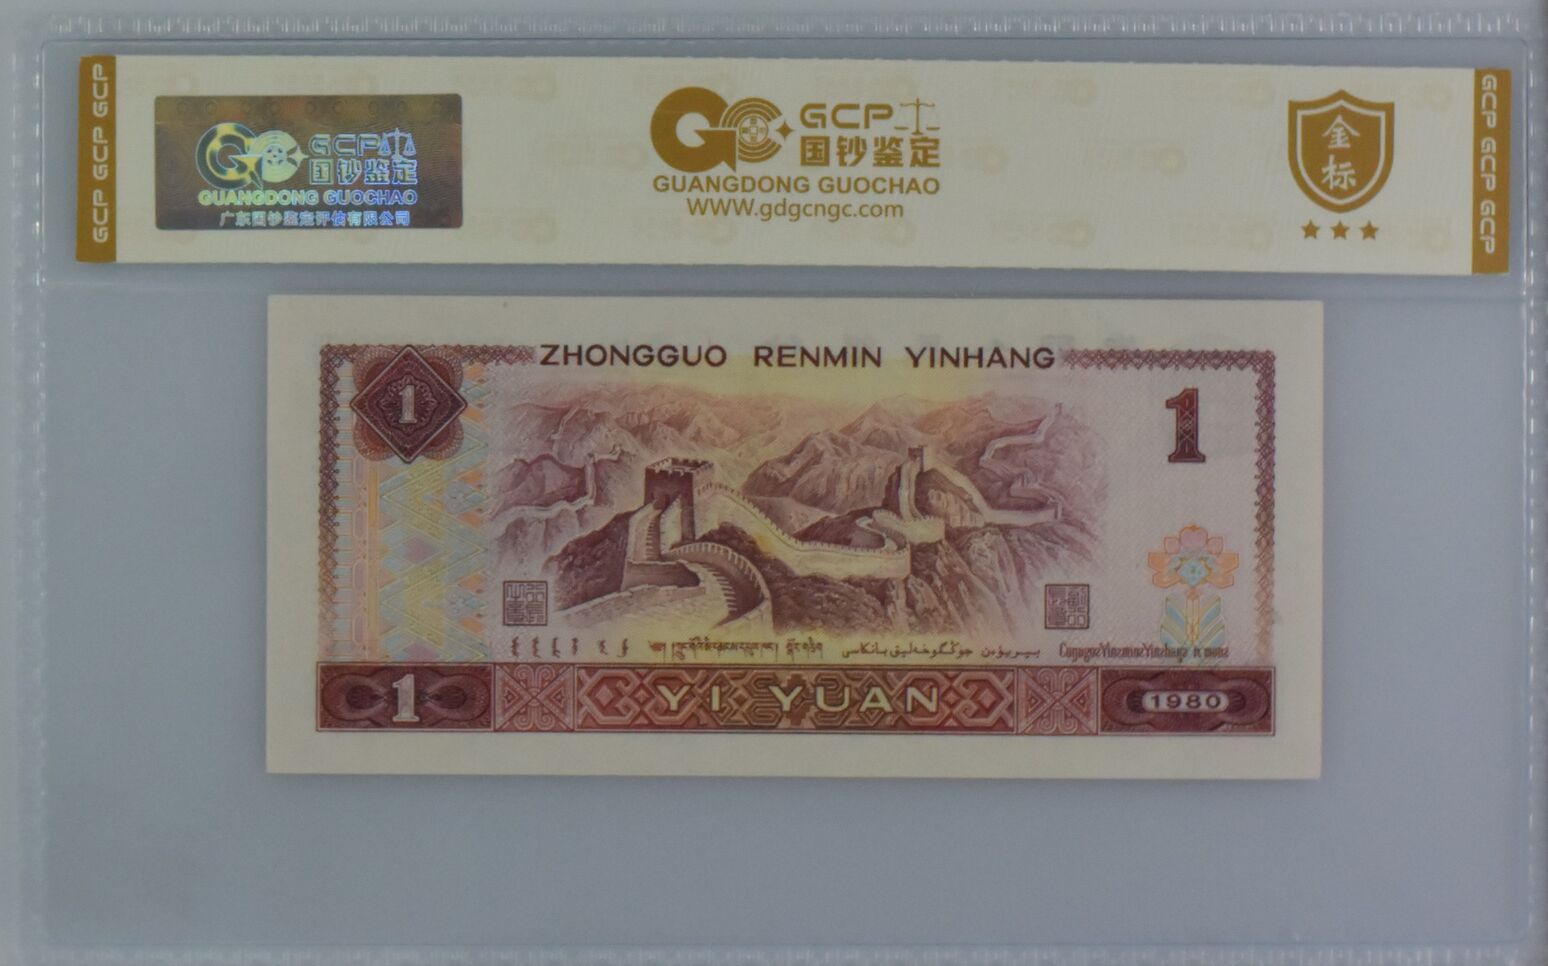 GCP GCP GCP
GCP
国钞鉴定
GUANGDONG GUOCHAO
广东国钞鉴定评估有限公司
GCP
国钞鉴定
GUANGDONG GUOCHAO
WWW.gdgcngc.com
金
标
GCP GCP GCP
ZHONGGUO RENMIN YINHANG
1
1
1
YI YUAN
1980